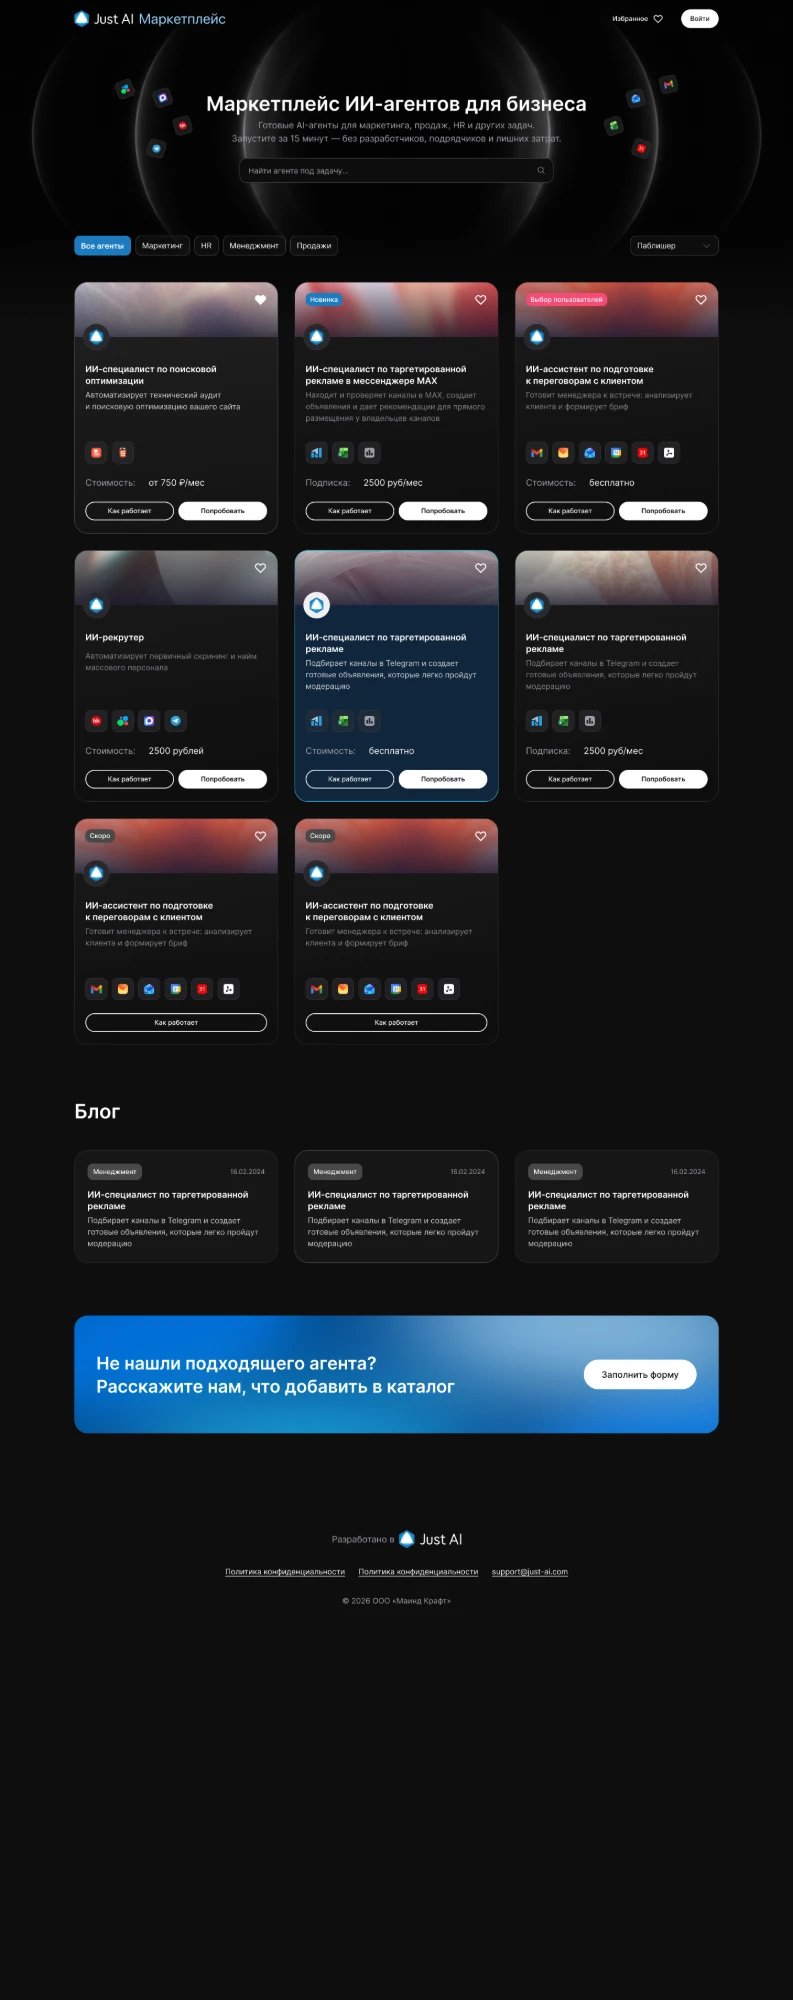 Just AI Маркетплейс
Избранное
Войти
Маркетплейс ИИ-агентов для бизнеса
Готовые AI-агенты для маркетинга, продаж, HR и других задач.
Запустите за 15 минут — без разработчиков, подрядчиков и лишних затрат.
Найти агента под задачу...
Все агенты
Маркетинг
HR
Менеджмент
Продажи
Паблишер
ИИ-специалист по поисковой
оптимизации
Автоматизирует технический аудит
и поисковую оптимизацию вашего сайта
Стоимость: от 750 ₽/мес
Как работает
Попробовать
Новинка
ИИ-специалист по таргетированной
рекламе в мессенджере MAX
Находит и проверяет каналы в MAX, создает
объявления и дает рекомендации для прямого
размещения у владельцев каналов
Подписка: 2500 руб/мес
Как работает
Попробовать
Выбор пользователей
ИИ-ассистент по подготовке
к переговорам с клиентом
Готовит менеджера к встрече: анализирует
клиента и формирует бриф
31
Стоимость: бесплатно
Как работает
Попробовать
ИИ-рекрутер
Автоматизирует первичный скрининг и найм
массового персонала
hh
Стоимость: 2500 рублей
Как работает
Попробовать
ИИ-специалист по таргетированной
рекламе
Подбирает каналы в Telegram и создает
готовые объявления, которые легко пройдут
модерацию
Стоимость: бесплатно
Как работает
Попробовать
ИИ-специалист по таргетированной
рекламе
Подбирает каналы в Telegram и создает
готовые объявления, которые легко пройдут
модерацию
Подписка: 2500 руб/мес
Как работает
Попробовать
Скоро
ИИ-ассистент по подготовке
к переговорам с клиентом
Готовит менеджера к встрече: анализирует
клиента и формирует бриф
31
Как работает
Скоро
ИИ-ассистент по подготовке
к переговорам с клиентом
Готовит менеджера к встрече: анализирует
клиента и формирует бриф
31
Как работает
Блог
Менеджмент
16.02.2024
ИИ-специалист по таргетированной
рекламе
Подбирает каналы в Telegram и создает
готовые объявления, которые легко пройдут
модерацию
Менеджмент
16.02.2024
ИИ-специалист по таргетированной
рекламе
Подбирает каналы в Telegram и создает
готовые объявления, которые легко пройдут
модерацию
Менеджмент
16.02.2024
ИИ-специалист по таргетированной
рекламе
Подбирает каналы в Telegram и создает
готовые объявления, которые легко пройдут
модерацию
Не нашли подходящего агента?
Расскажите нам, что добавить в каталог
Заполнить форму
Разработано в Just AI
Политика конфиденциальности
Политика конфиденциальности
support@just-ai.com
© 2026 ООО «Маинд Крафт»